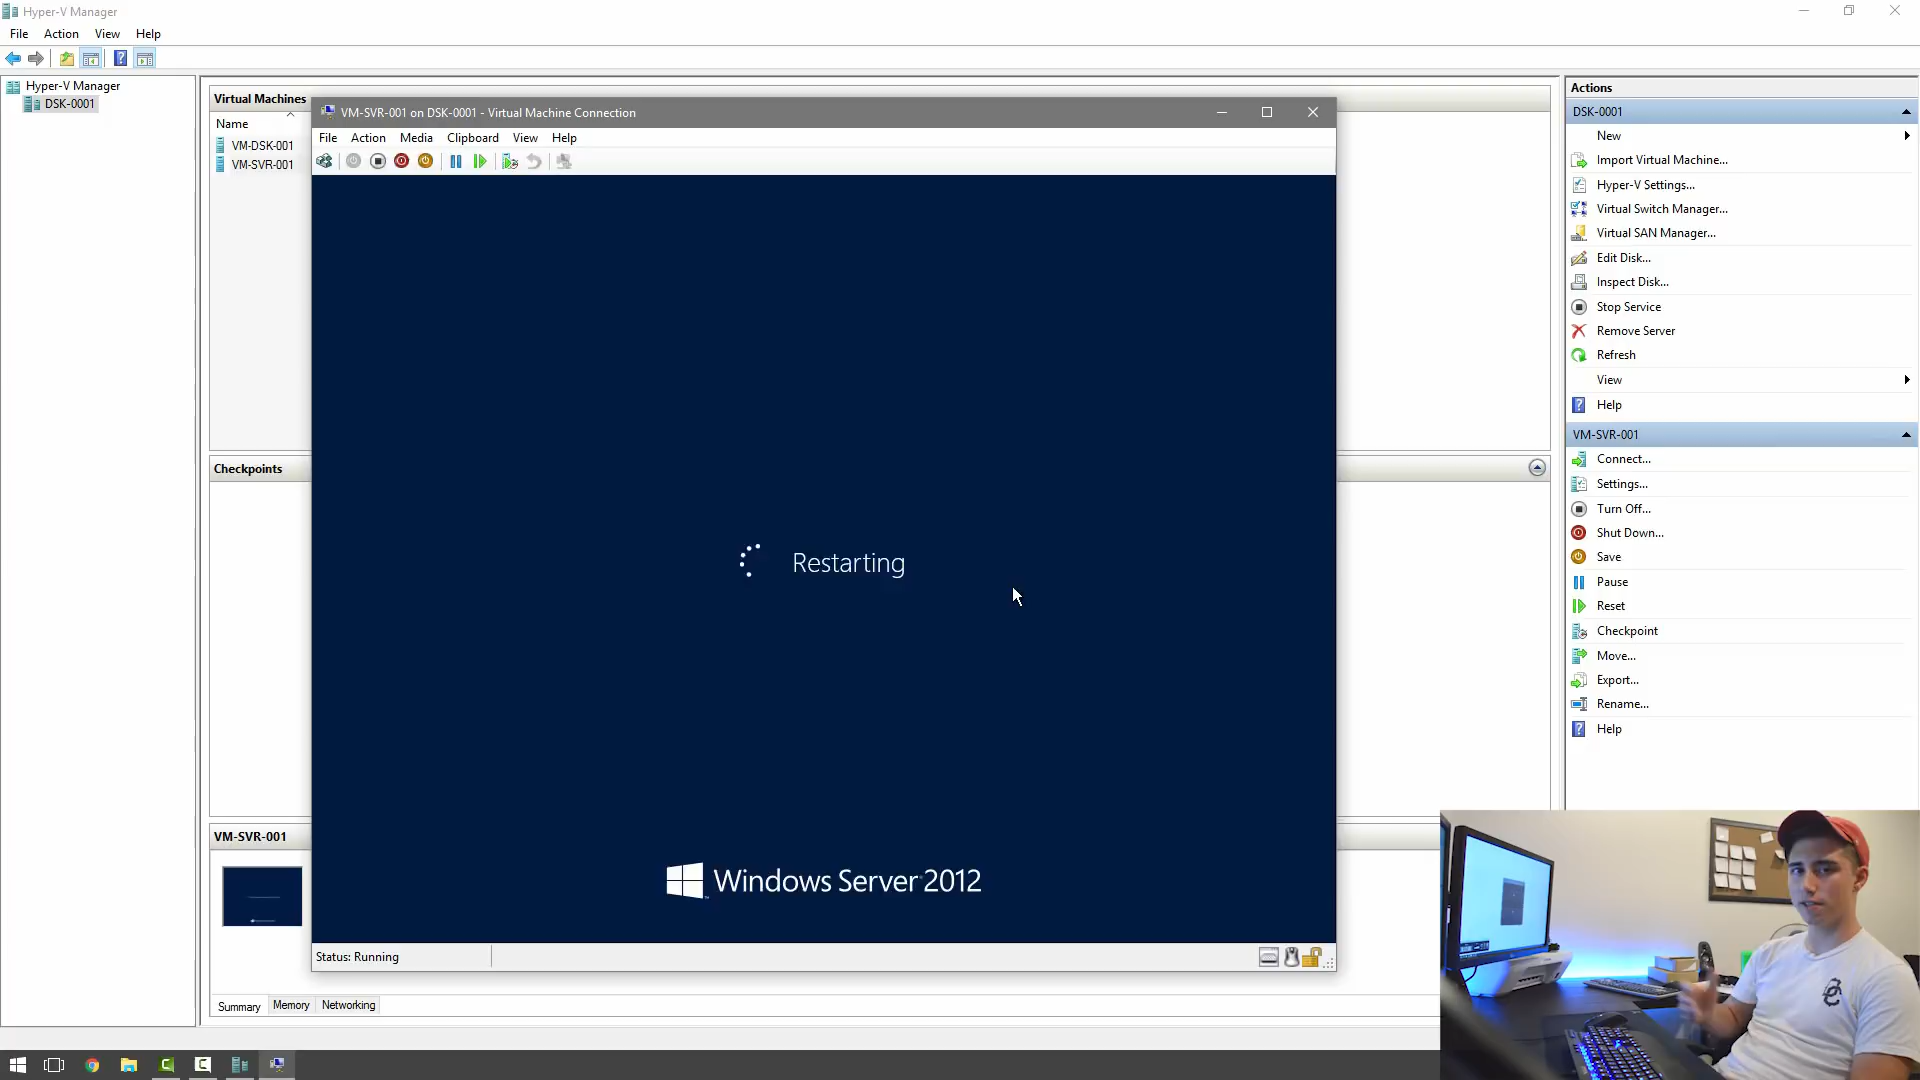 Hyper-V Manager
File Action View Help
Hyper-V Manager
DSK-0001
Virtual Machines
Name
VM-DSK-001
VM-SVR-001
Checkpoints
VM-SVR-001
Summary Memory Networking
VM-SVR-001 on DSK-0001 - Virtual Machine Connection
File Action Media Clipboard View Help
Restarting
Windows Server 2012
Status: Running
Actions
DSK-0001
New
Import Virtual Machine...
Hyper-V Settings...
Virtual Switch Manager...
Virtual SAN Manager...
Edit Disk...
Inspect Disk...
Stop Service
Remove Server
Refresh
View
Help
VM-SVR-001
Connect...
Settings...
Turn Off...
Shut Down...
Save
Pause
Reset
Checkpoint
Move...
Export...
Rename...
Help